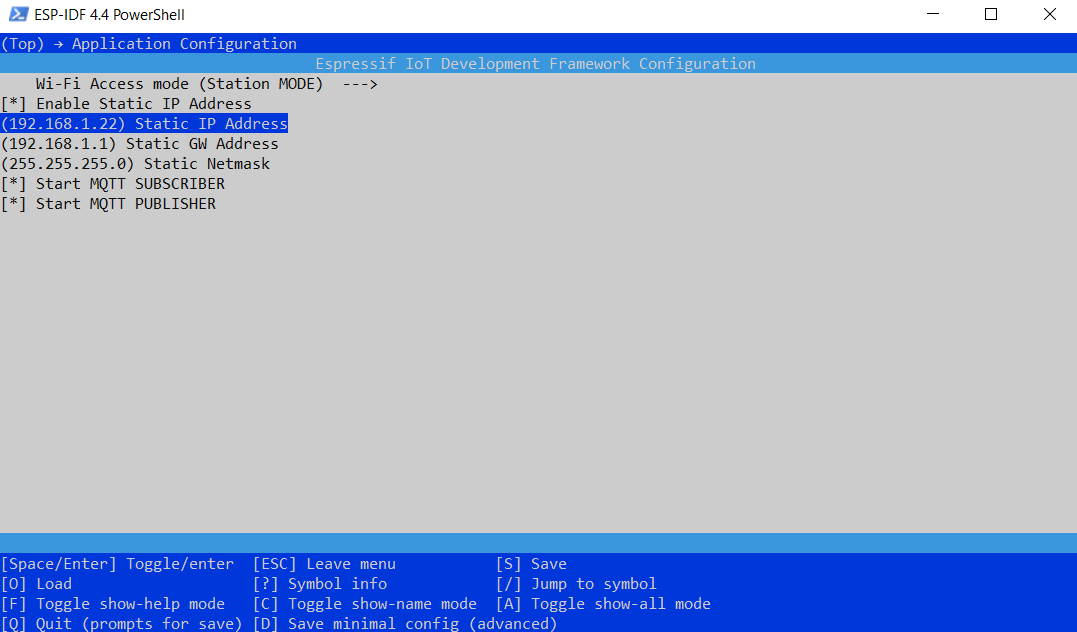 ESP-IDF 4.4 PowerShell
(Top) → Application Configuration
Espressif IoT Development Framework Configuration
Wi-Fi Access mode (Station MODE)  --->
[*] Enable Static IP Address
(192.168.1.22) Static IP Address
(192.168.1.1) Static GW Address
(255.255.255.0) Static Netmask
[*] Start MQTT SUBSCRIBER
[*] Start MQTT PUBLISHER
[Space/Enter] Toggle/enter  [ESC] Leave menu  [S] Save
[O] Load  [?] Symbol info  [/] Jump to symbol
[F] Toggle show-help mode  [C] Toggle show-name mode  [A] Toggle show-all mode
[Q] Quit (prompts for save)  [D] Save minimal config (advanced)